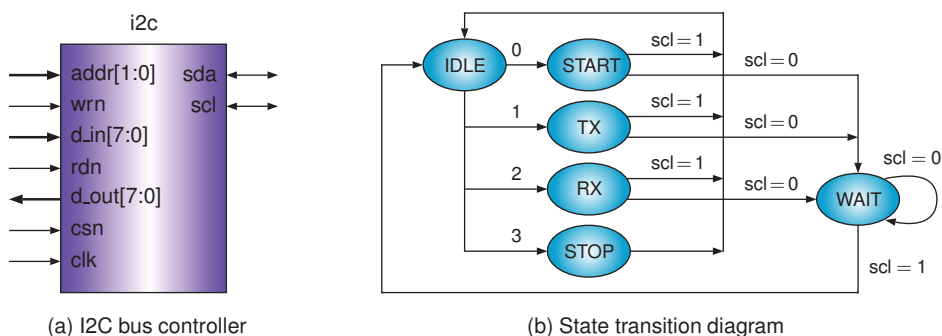 i2c
addr[1:0]
wrn
d_in[7:0]
rdn
d_out[7:0]
csn
clk
sda
scl
(a) I2C bus controller
IDLE
0
START
scl = 1
scl = 0
1
TX
scl = 1
scl = 0
2
RX
scl = 1
scl = 0
3
STOP
WAIT
scl = 0
scl = 1
(b) State transition diagram